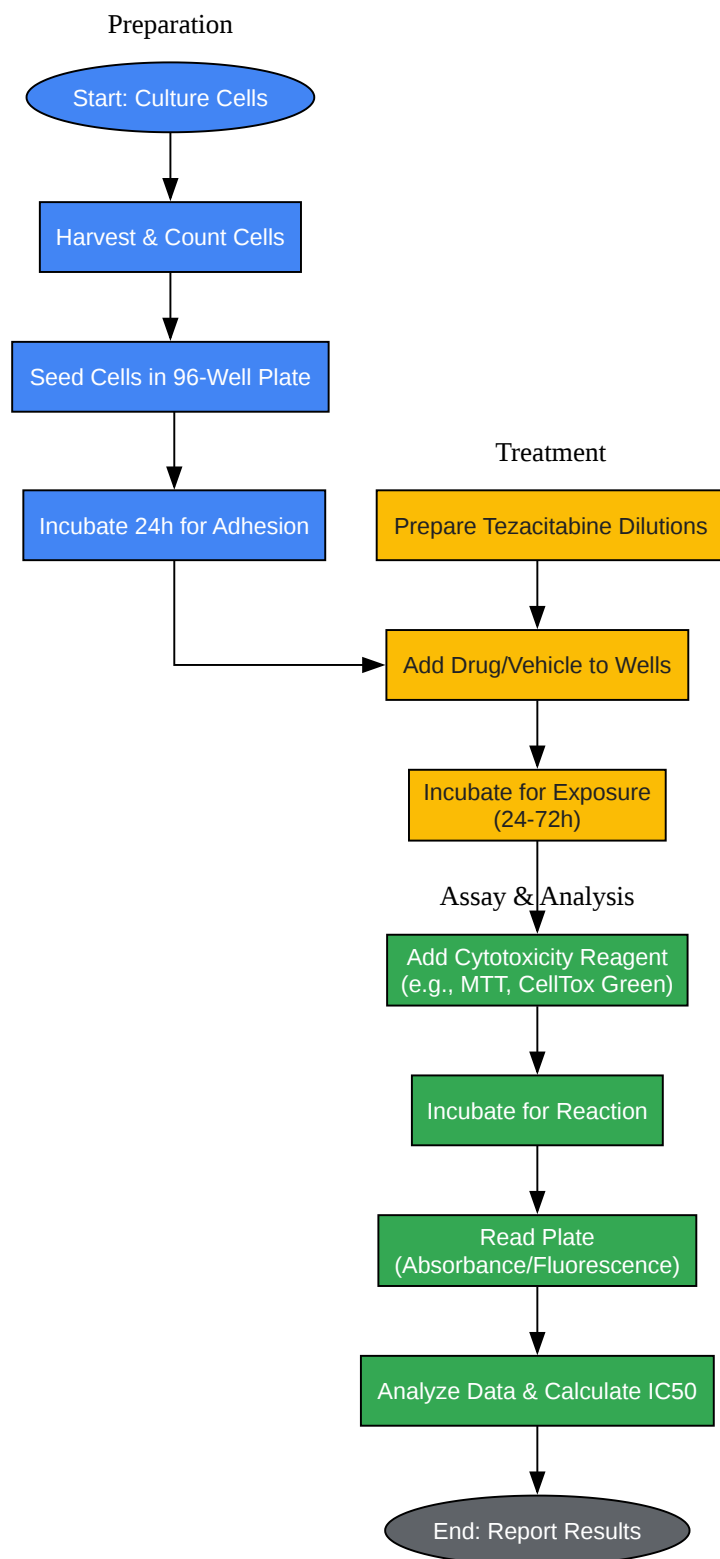 Preparation
Start: Culture Cells
Harvest & Count Cells
Seed Cells in 96-Well Plate
Incubate 24h for Adhesion
Treatment
Prepare Tezacitabine Dilutions
Add Drug/Vehicle to Wells
Incubate for Exposure
(24-72h)
Assay & Analysis
Add Cytotoxicity Reagent
(e.g., MTT, CellTox Green)
Incubate for Reaction
Read Plate
(Absorbance/Fluorescence)
Analyze Data & Calculate IC50
End: Report Results